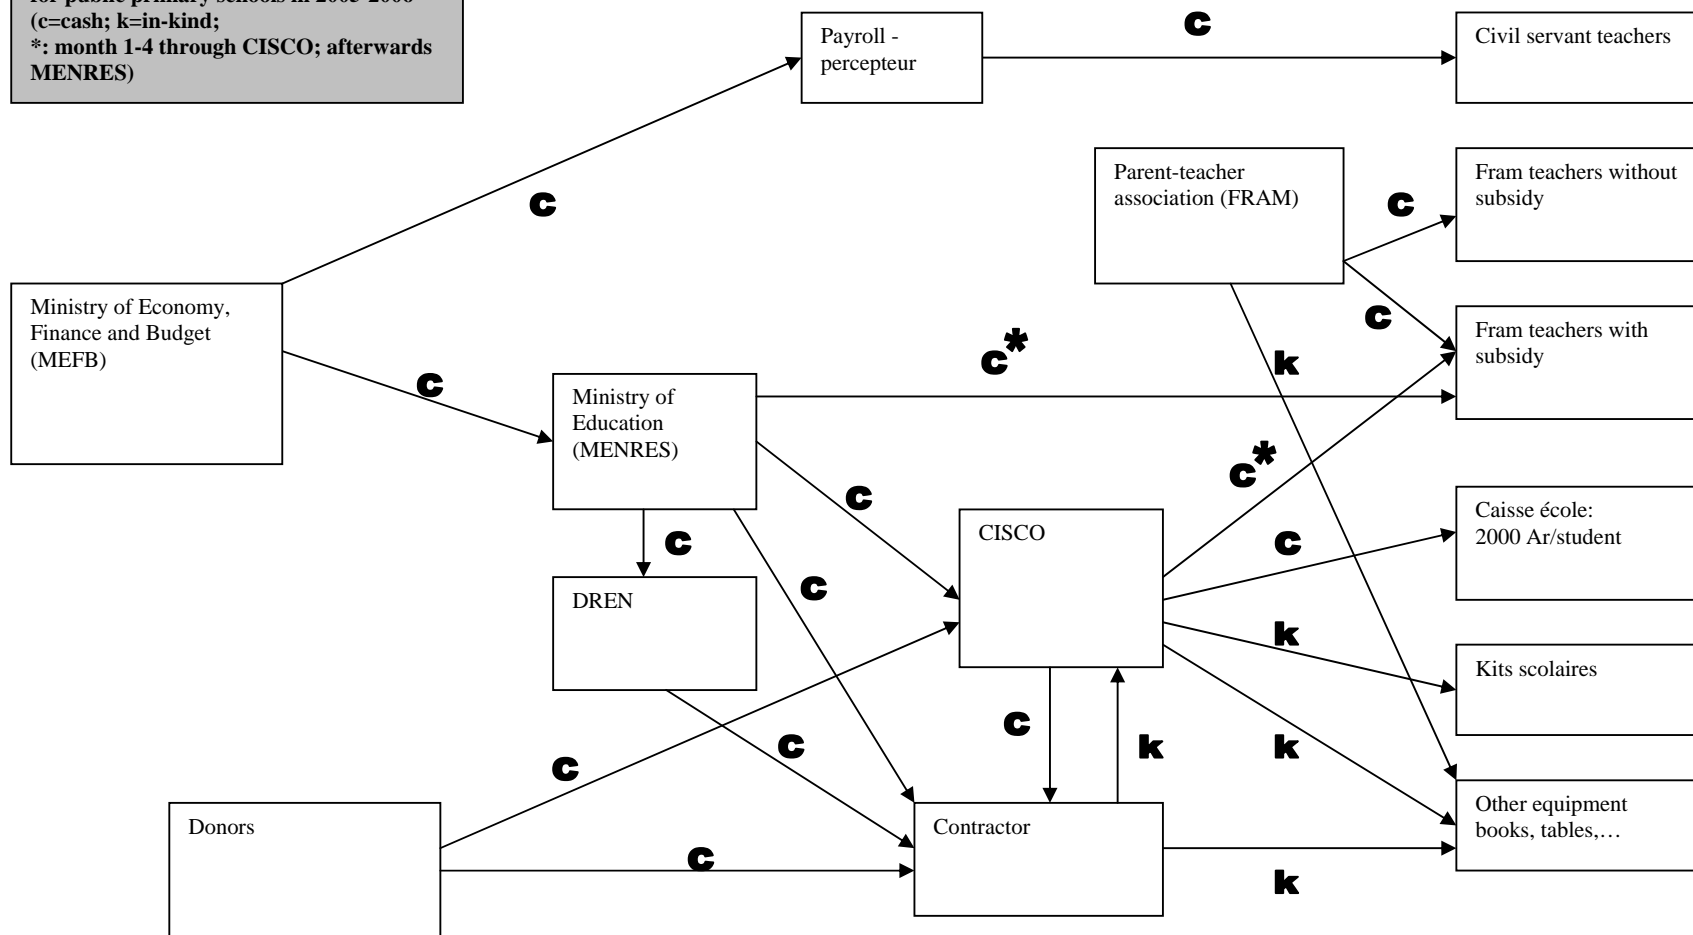 for public primary schools in 2005-2006
(c=cash; k=in-kind;
*: month 1-4 through CISCO; afterwards
MENRES)
Payroll -
percepteur
c
Civil servant teachers
Parent-teacher
association (FRAM)
Fram teachers without
subsidy
c
c
c
Ministry of Economy,
Finance and Budget
(MEFB)
Fram teachers with
subsidy
c*
k
c
Ministry of
Education
(MENRES)
c*
c
CISCO
Caisse école:
2000 Ar/student
c
c
DREN
c
k
Kits scolaires
c
k
c
k
c
Donors
Contractor
Other equipment
books, tables,…
c
k